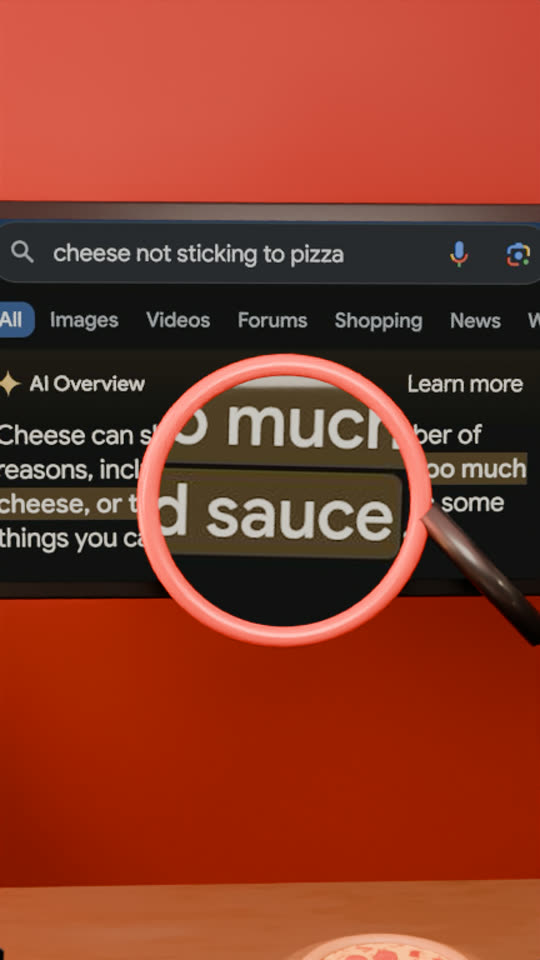 cheese not sticking to pizza
All Images Videos Forums Shopping News W
AI Overview Learn more
Cheese can sl o much ber of
reasons, incl oo much
cheese, or t d sauce. some
things you ca